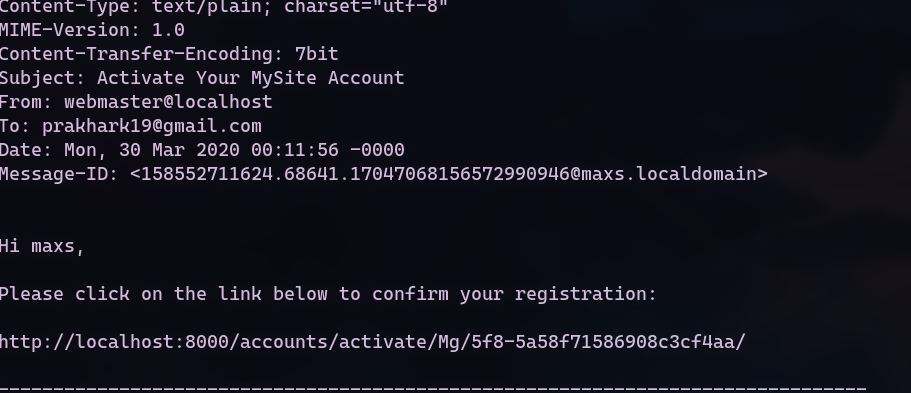 Content-Type: text/plain; charset="utf-8"
MIME-Version: 1.0
Content-Transfer-Encoding: 7bit
Subject: Activate Your MySite Account
From: webmaster@localhost
To: prakhark19@gmail.com
Date: Mon, 30 Mar 2020 00:11:56 -0000
Message-ID: <158552711624.68641.1704706815657299094​6@maxs.localdomain>
Hi maxs,
Please click on the link below to confirm your registration:
http://localhost:8000/accounts/activate/Mg/5f8-5a58f71586908c3cf4aa/
-------------------------------------------------------------------------------